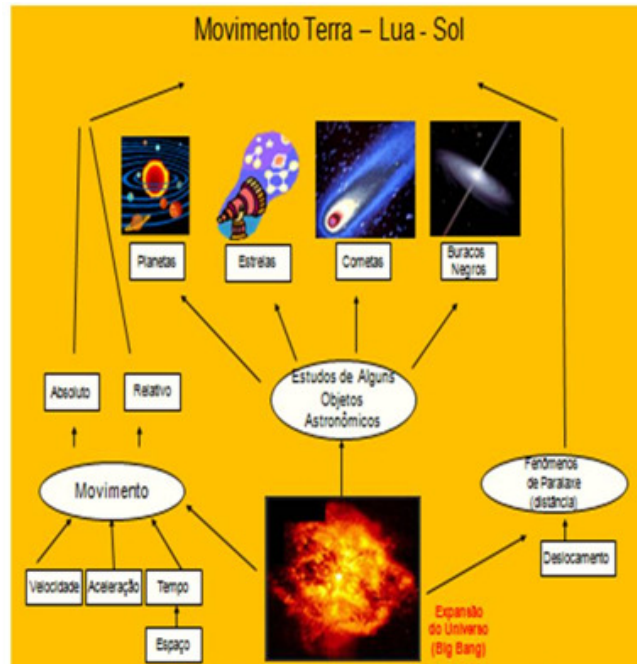 Movimento Terra – Lua - Sol
Planetas
Estrelas
Cometas
Buracos
Negros
Estudos de Alguns
Objetos
Astronômicos
Absoluto
Relativo
Movimento
Fenômenos
de Paralaxe
(distância)
Velocidade
Aceleração
Tempo
Deslocamento
Espaço
Expansão
do Universo
(Big Bang)